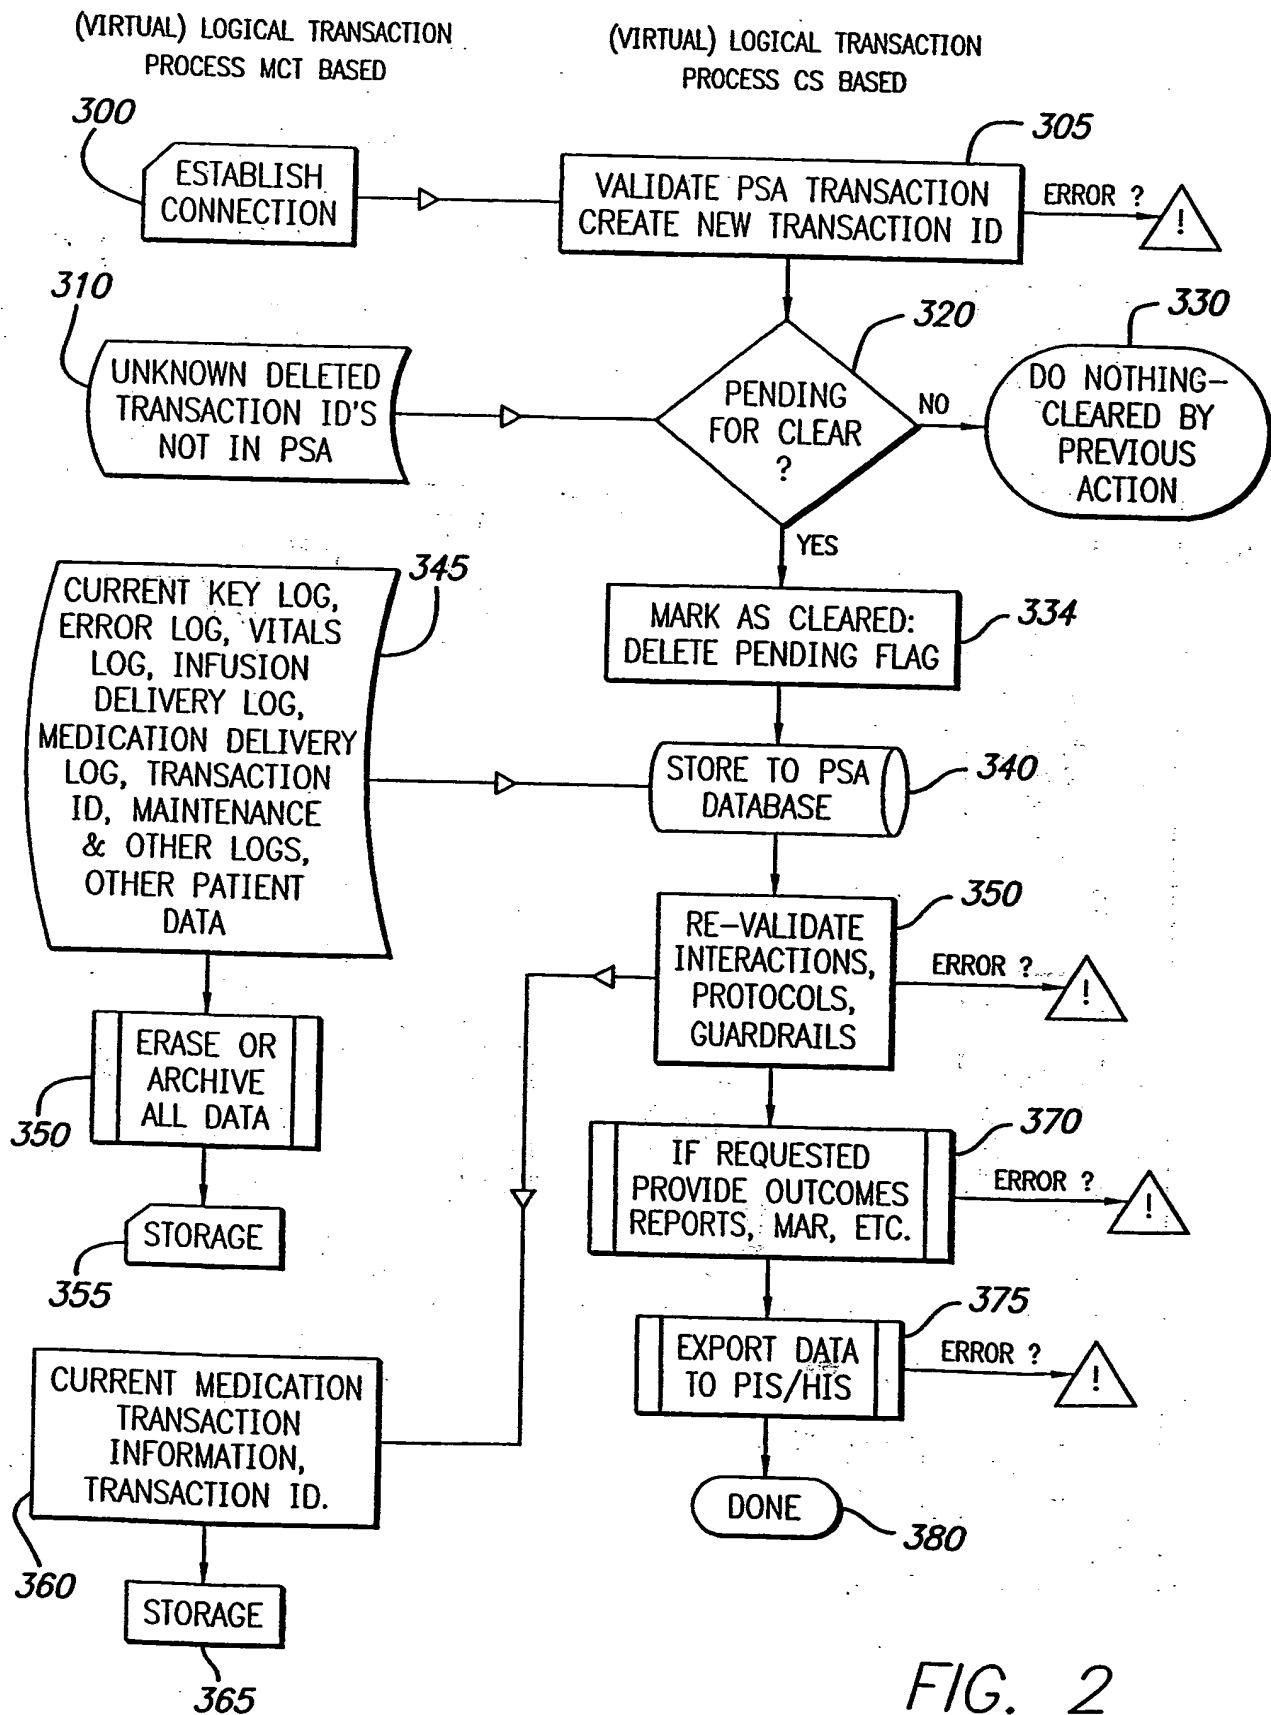 (VIRTUAL) LOGICAL TRANSACTION
PROCESS MCT BASED
(VIRTUAL) LOGICAL TRANSACTION
PROCESS CS BASED
300
ESTABLISH
CONNECTION
305
VALIDATE PSA TRANSACTION
CREATE NEW TRANSACTION ID
ERROR ?
!
310
UNKNOWN DELETED
TRANSACTION ID'S
NOT IN PSA
320
PENDING
FOR CLEAR
?
NO
330
DO NOTHING-
CLEARED BY
PREVIOUS
ACTION
YES
345
CURRENT KEY LOG,
ERROR LOG, VITALS
LOG, INFUSION
DELIVERY LOG,
MEDICATION DELIVERY
LOG, TRANSACTION
ID, MAINTENANCE
& OTHER LOGS,
OTHER PATIENT
DATA
MARK AS CLEARED:
DELETE PENDING FLAG
334
STORE TO PSA
DATABASE
340
350
RE-VALIDATE
INTERACTIONS,
PROTOCOLS,
GUARDRAILS
ERROR ?
!
ERASE OR
ARCHIVE
ALL DATA
350
STORAGE
355
370
IF REQUESTED
PROVIDE OUTCOMES
REPORTS, MAR, ETC.
ERROR ?
!
375
EXPORT DATA
TO PIS/HIS
ERROR ?
!
CURRENT MEDICATION
TRANSACTION
INFORMATION,
TRANSACTION ID.
360
STORAGE
365
DONE
380
FIG. 2